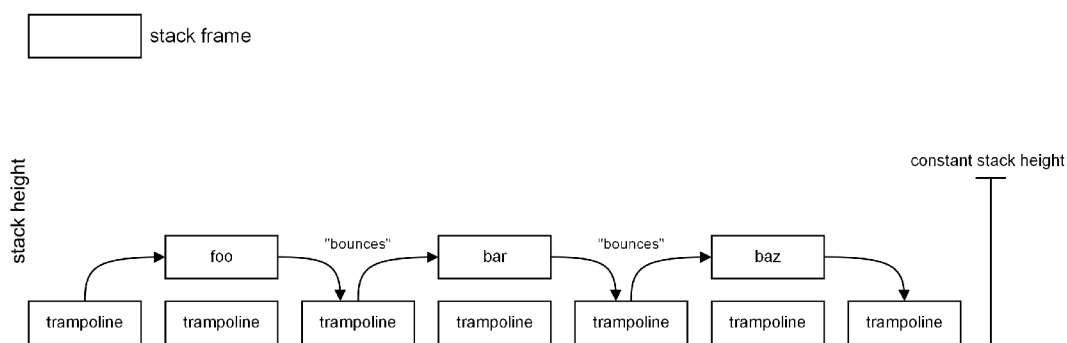 stack frame
stack height
constant stack height
foo
"bounces"
bar
"bounces"
baz
trampoline
trampoline
trampoline
trampoline
trampoline
trampoline
trampoline